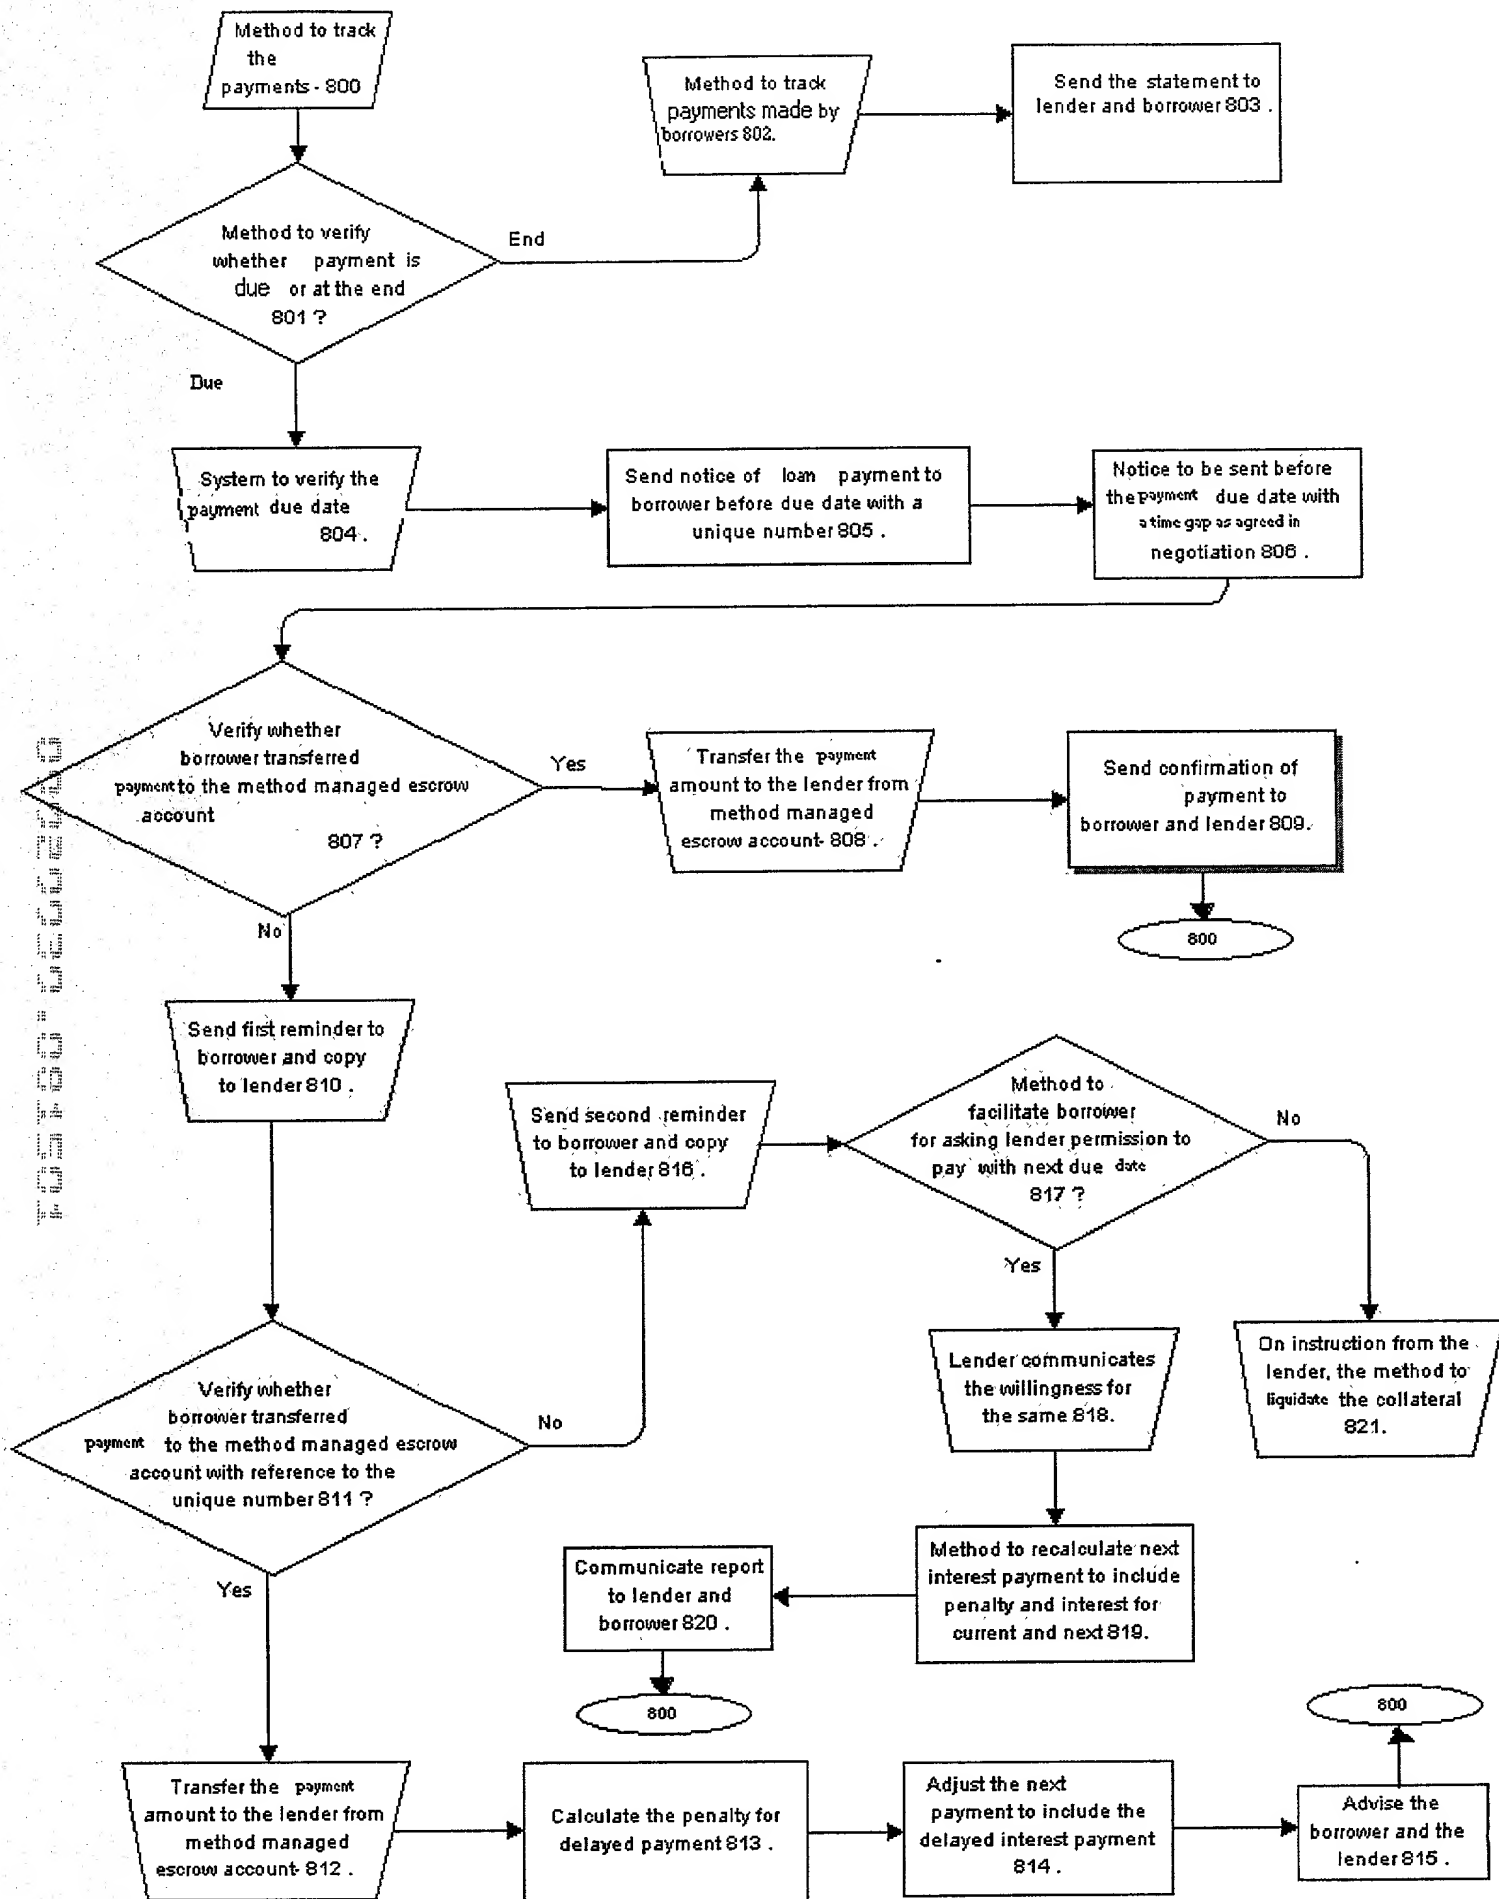 Method to track
the
payments - 800
Method to track
payments made by
borrowers 802.
Send the statement to
lender and borrower 803 .
Method to verify
whether payment is
due or at the end
801 ?
End
Due
System to verify the
payment due date
804 .
Send notice of loan payment to
borrower before due date with a
unique number 805 .
Notice to be sent before
the payment due date with
a time gap as agreed in
negotiation 806 .
Verify whether
borrower transferred
payment to the method managed escrow
account
807 ?
Yes
Transfer the payment
amount to the lender from
method managed
escrow account- 808 .
Send confirmation of
payment to
borrower and lender 809.
800
No
Send first reminder to
borrower and copy
to lender 810 .
Send second reminder
to borrower and copy
to lender 816 .
Method to
facilitate borrower
for asking lender permission to
pay with next due date
817 ?
No
Yes
Lender communicates
the willingness for
the same 818.
On instruction from the
lender, the method to
liquidate the collateral
821.
Verify whether
borrower transferred
payment to the method managed escrow
account with reference to the
unique number 811 ?
No
Yes
Method to recalculate next
interest payment to include
penalty and interest for
current and next 819.
Communicate report
to lender and
borrower 820 .
800
800
Transfer the payment
amount to the lender from
method managed
escrow account- 812 .
Calculate the penalty for
delayed payment 813 .
Adjust the next
payment to include the
delayed interest payment
814 .
Advise the
borrower and the
lender 815 .